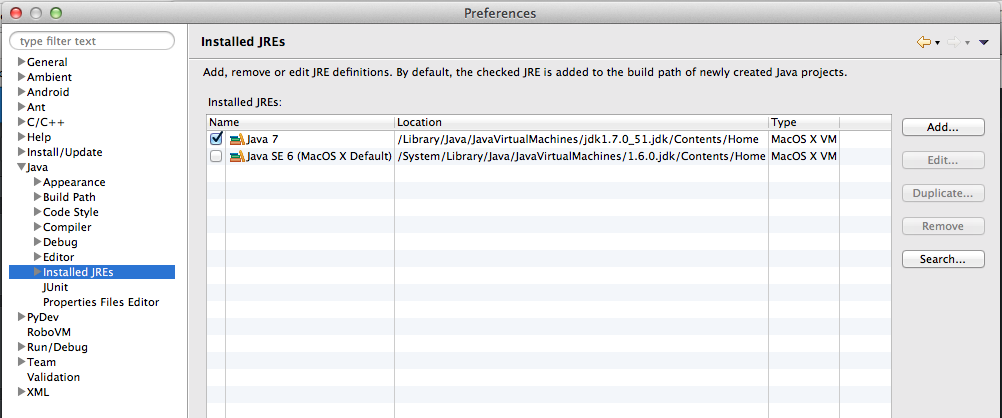 Preferences
type filter text
General
Ambient
Android
Ant
C/C++
Help
Install/Update
Java
Appearance
Build Path
Code Style
Compiler
Debug
Editor
Installed JREs
JUnit
Properties Files Editor
PyDev
RoboVM
Run/Debug
Team
Validation
XML
Installed JREs
Add, remove or edit JRE definitions. By default, the checked JRE is added to the build path of newly created Java projects.
Installed JREs:
Name Location Type
Java 7 /Library/Java/JavaVirtualMachines/jdk1.7.0_51.jdk/Contents/Home MacOS X VM
Java SE 6 (MacOS X Default) /System/Library/Java/JavaVirtualMachines/1.6.0.jdk/Contents/Home MacOS X VM
Add...
Edit...
Duplicate...
Remove
Search...